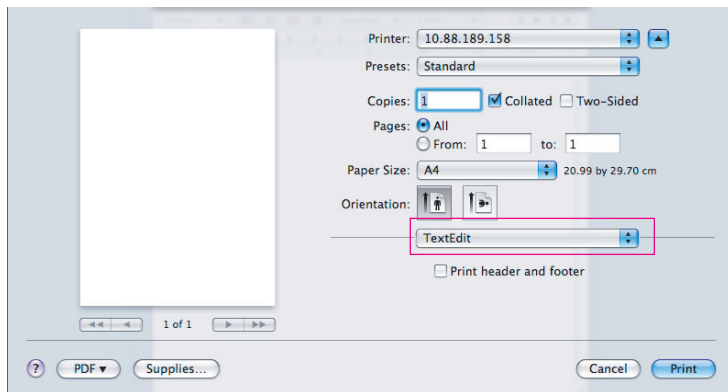 Printer: 10.88.189.158
Presets: Standard
Copies: 1 Collated Two-Sided
Pages: All
From: 1 to: 1
Paper Size: A4 20.99 by 29.70 cm
Orientation:
TextEdit
Print header and footer
1 of 1
? PDF Supplies... Cancel Print